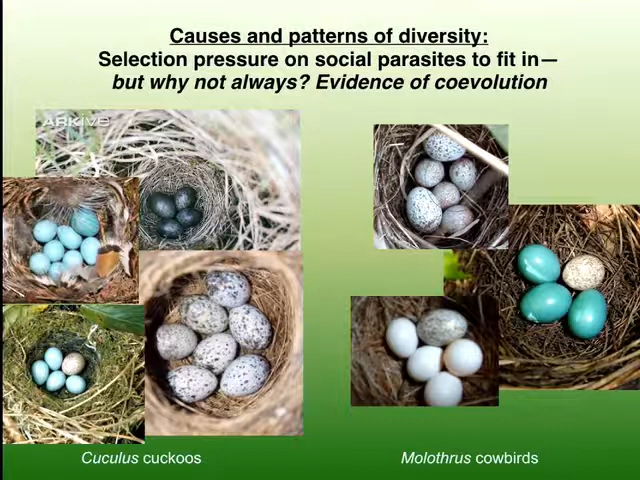 Causes and patterns of diversity:
Selection pressure on social parasites to fit in—
but why not always? Evidence of coevolution
ARKIVE
Cuculus cuckoos
Molothrus cowbirds